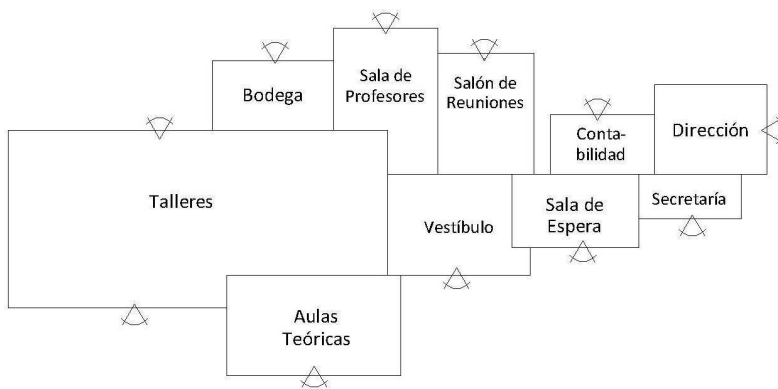 Bodega
Sala de
Profesores
Salón de
Reuniones
Conta-
bilidad
Dirección
Talleres
Vestíbulo
Sala de
Espera
Secretaría
Aulas
Teóricas